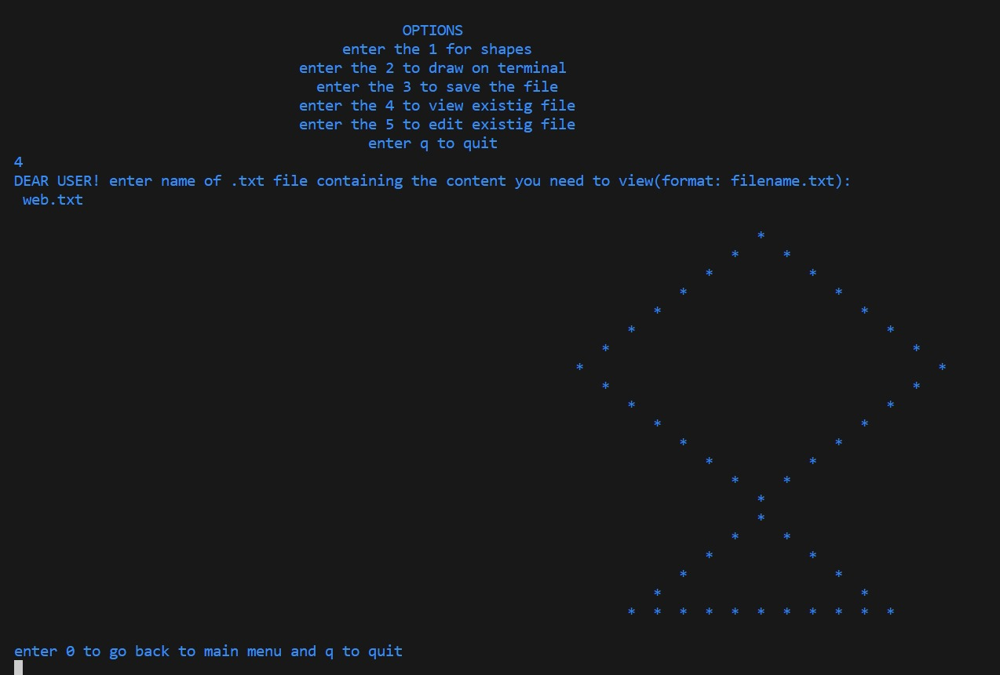 OPTIONS
enter the 1 for shapes
enter the 2 to draw on terminal
enter the 3 to save the file
enter the 4 to view existig file
enter the 5 to edit existig file
enter q to quit
4
DEAR USER! enter name of .txt file containing the content you need to view(format: filename.txt):
web.txt
*
* *
* *
* *
* *
* *
* *
* *
* *
* *
* *
* *
* *
* *
*
*
* *
* *
* *
* *
* * * * * * * * * * *
enter 0 to go back to main menu and q to quit